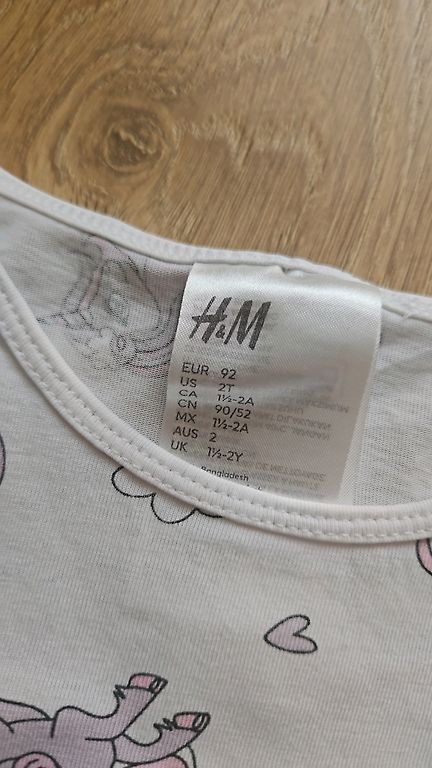 H&M
EUR 92
US 2T
CA 1½-2A
CN 90/52
MX 1½-2A
AUS 2
UK 1½-2Y
Bangladesh